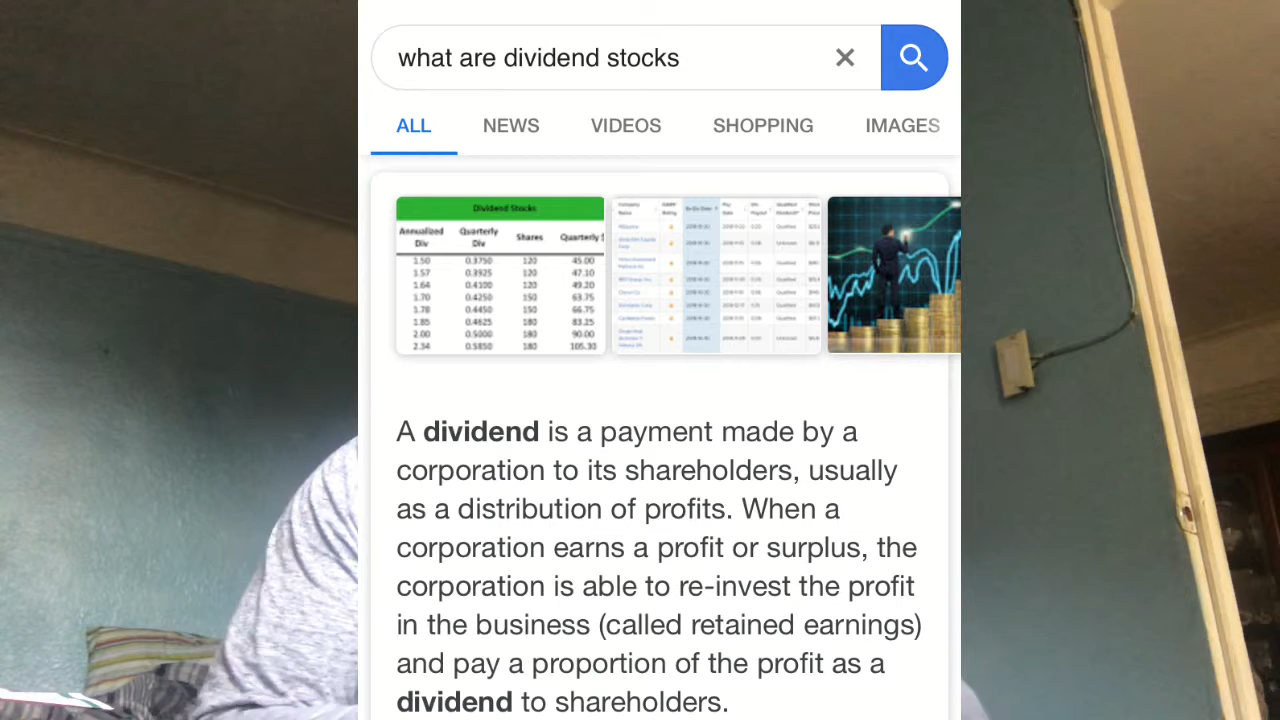 what are dividend stocks
ALL NEWS VIDEOS SHOPPING IMAGES
Dividend Stocks
Annualized Div Quarterly Div Shares Quarterly
1.50 0.3750 120 45.00
1.57 0.3925 120 47.10
1.64 0.4100 120 49.20
1.70 0.4250 150 63.75
1.78 0.4450 150 66.75
1.85 0.4625 180 83.25
2.00 0.5000 180 90.00
2.34 0.5850 180 105.30
Company Name
A dividend is a payment made by a
corporation to its shareholders, usually
as a distribution of profits. When a
corporation earns a profit or surplus, the
corporation is able to re-invest the profit
in the business (called retained earnings)
and pay a proportion of the profit as a
dividend to shareholders.